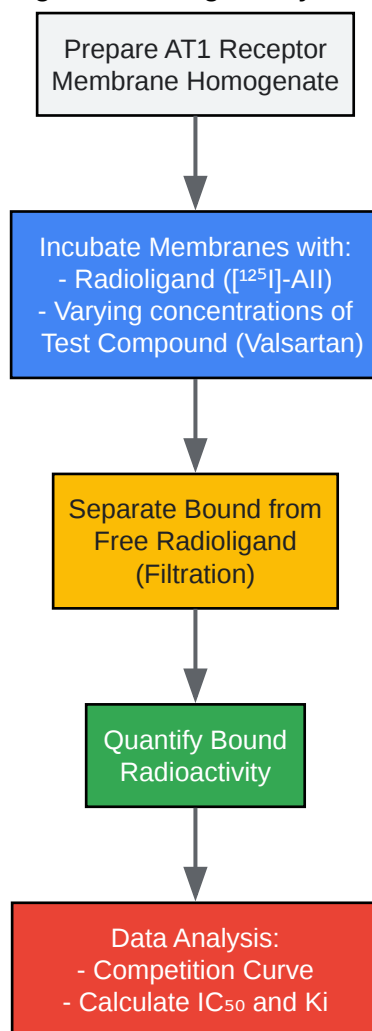 Prepare AT1 Receptor
Membrane Homogenate
Incubate Membranes with:
- Radioligand ([¹²⁵I]-AII)
- Varying concentrations of
Test Compound (Valsartan)
Separate Bound from
Free Radioligand
(Filtration)
Quantify Bound
Radioactivity
Data Analysis:
- Competition Curve
- Calculate IC₅₀ and Ki